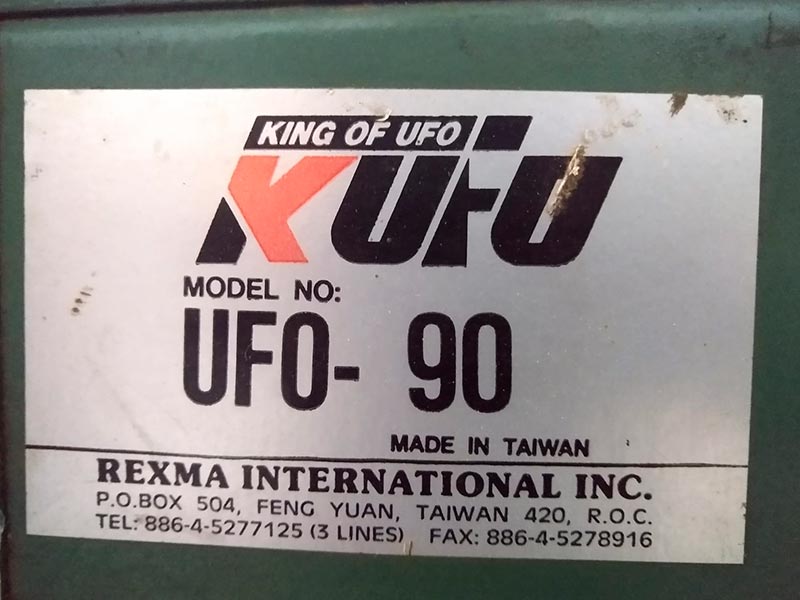 KING OF UFO
KUFO
MODEL NO:
UFO- 90
MADE IN TAIWAN
REXMA INTERNATIONAL INC.
P.O.BOX 504, FENG YUAN, TAIWAN 420, R.O.C.
TEL: 886-4-5277125 (3 LINES) FAX: 886-4-5278916